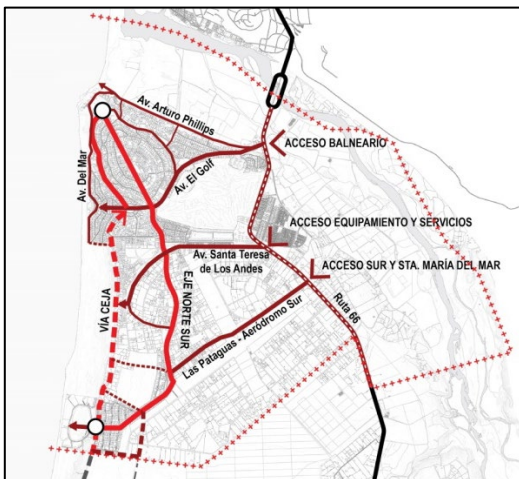 Av. Arturo Phillips
ACCESO BALNEARIO
Av. Del Mar
Av. El Golf
ACCESO EQUIPAMIENTO Y SERVICIOS
Av. Santa Teresa
de Los Andes
ACCESO SUR Y STA. MARÍA DEL MAR
VÍA CEJA
EJE NORTE SUR
Las Pataguas - Aeródromo Sur
Ruta 66